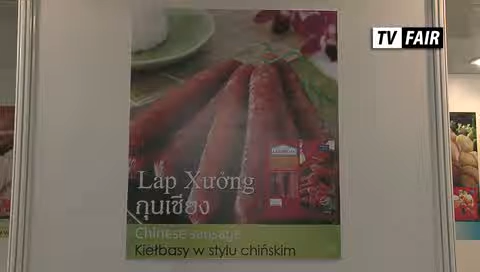 TV FAIR
Lạp Xưởng
กุนเชียง
Chinese sausage
Kiełbasy w stylu chińskim